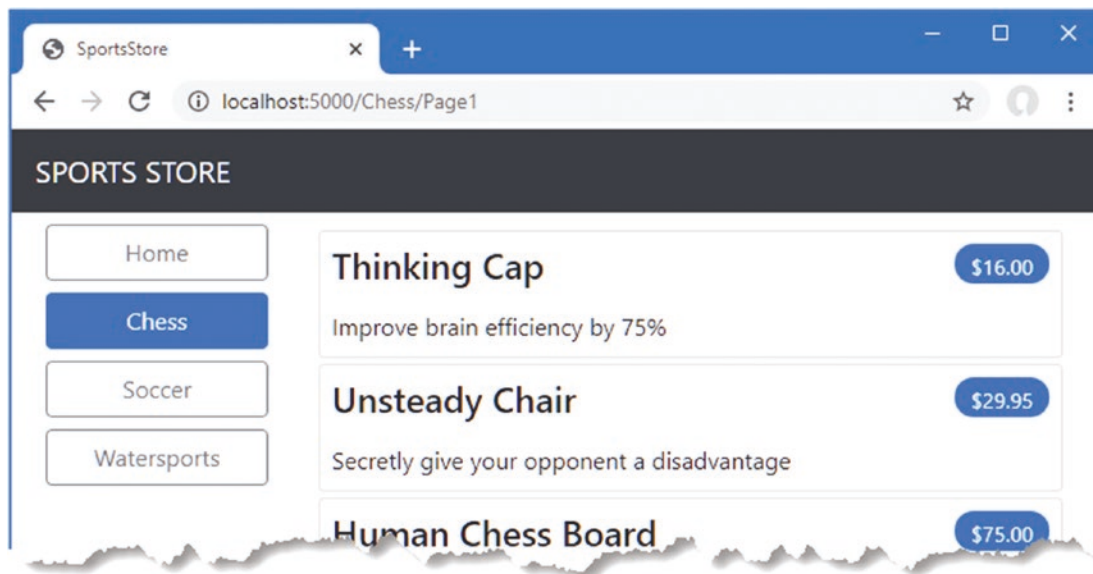 SportsStore
localhost:5000/Chess/Page1
SPORTS STORE
Home
Chess
Soccer
Watersports
Thinking Cap
$16.00
Improve brain efficiency by 75%
Unsteady Chair
$29.95
Secretly give your opponent a disadvantage
Human Chess Board
$75.00